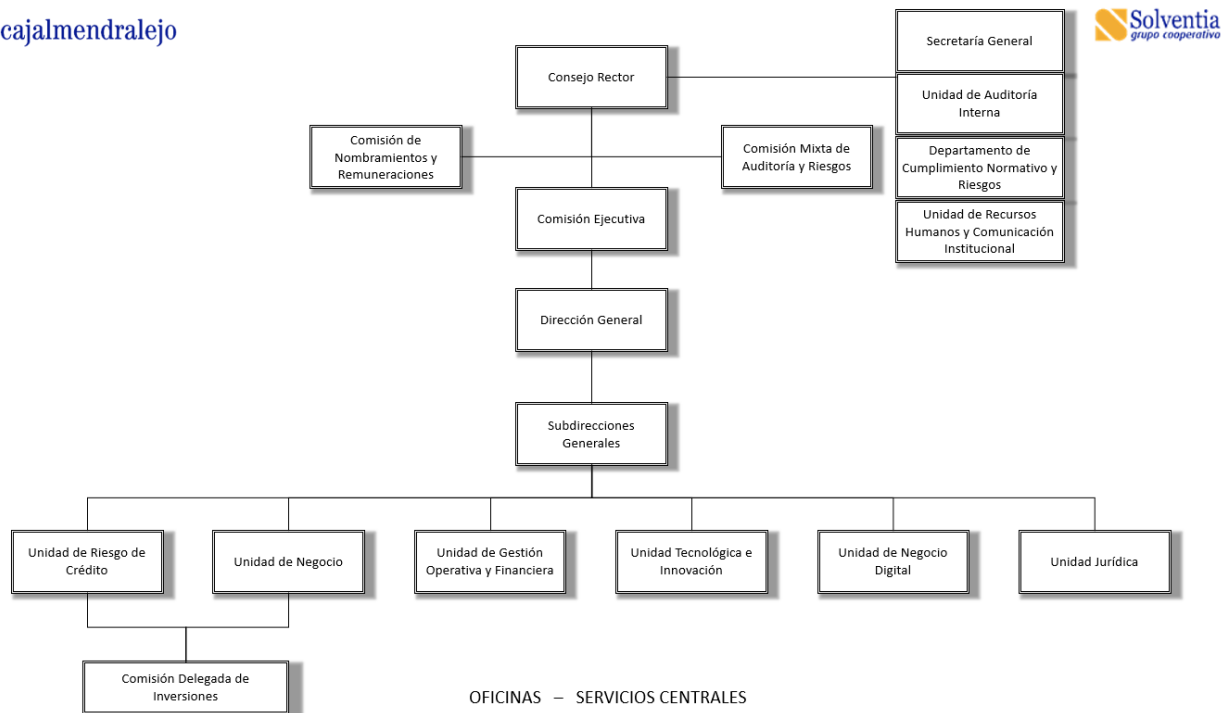 cajalmendralejo
Solventia
grupo cooperativo
Secretaría General
Consejo Rector
Unidad de Auditoría
Interna
Comisión de
Nombramientos y
Remuneraciones
Comisión Mixta de
Auditoría y Riesgos
Departamento de
Cumplimiento Normativo y
Riesgos
Comisión Ejecutiva
Unidad de Recursos
Humanos y Comunicación
Institucional
Dirección General
Subdirecciones
Generales
Unidad de Riesgo de
Crédito
Unidad de Negocio
Unidad de Gestión
Operativa y Financiera
Unidad Tecnológica e
Innovación
Unidad de Negocio
Digital
Unidad Jurídica
Comisión Delegada de
Inversiones
OFICINAS – SERVICIOS CENTRALES